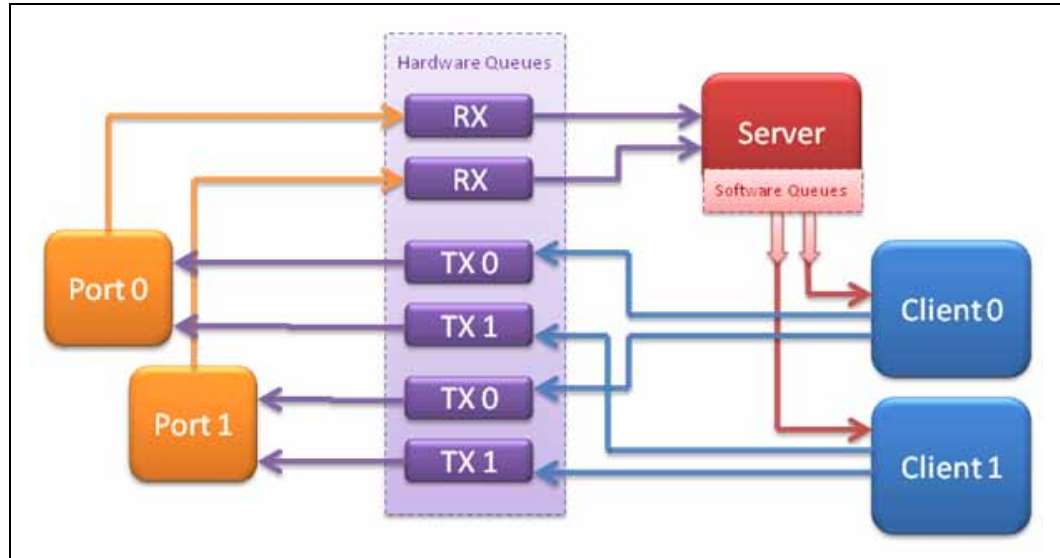 Hardware Queues
RX
Server
RX
Software Queues
TX 0
Port 0
Client 0
TX 1
TX 0
Port 1
TX 1
Client 1